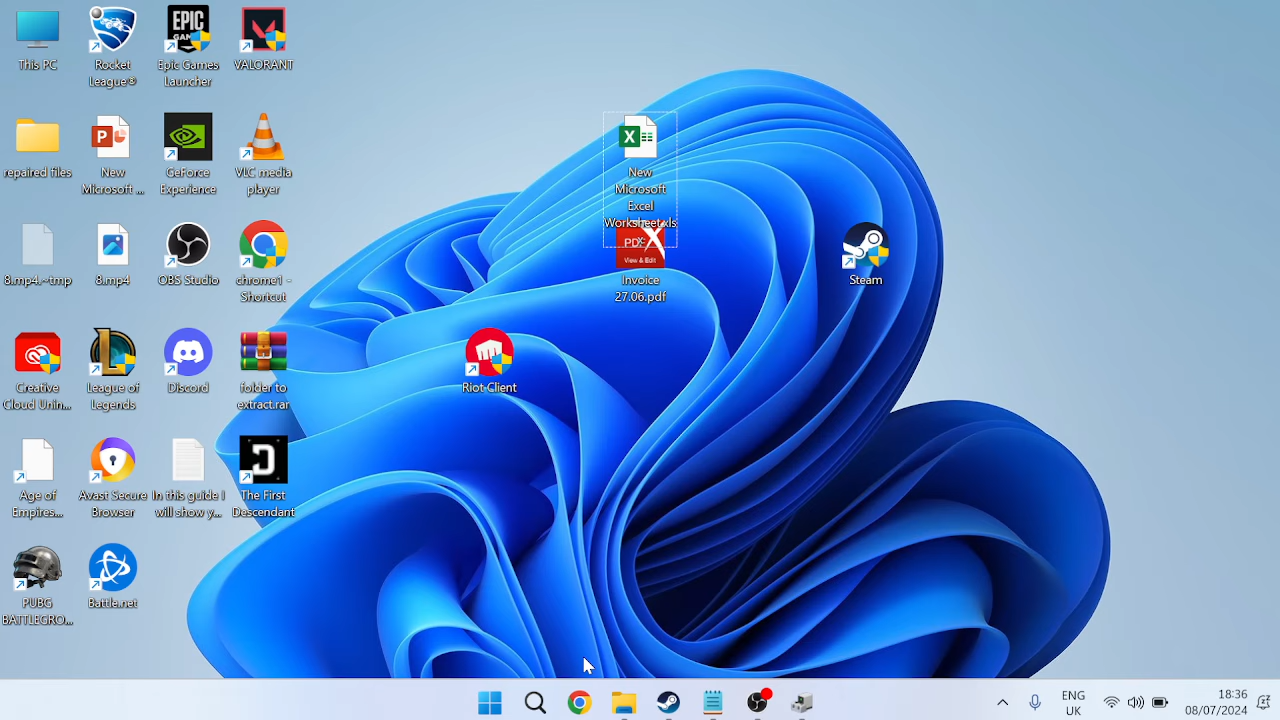 This PC
Rocket
League®
EPIC
GAMES
Epic Games
Launcher
VALORANT
repaired files
P
New
Microsoft ...
GeForce
Experience
VLC media
player
X
New
Microsoft
Excel
Worksheet.xls
x
PDF
View & Edit
Invoice
27.06.pdf
8.mp4.~tmp
8.mp4
OBS Studio
chrome1 -
Shortcut
Steam
Creative
Cloud Unin...
League of
Legends
Discord
folder to
extract.rar
Riot Client
Age of
Empires...
Avast Secure
Browser
In this guide I
will show y...
The First
Descendant
PUBG
BATTLEGRO...
Battle.net
ENG
UK
18:36
08/07/2024